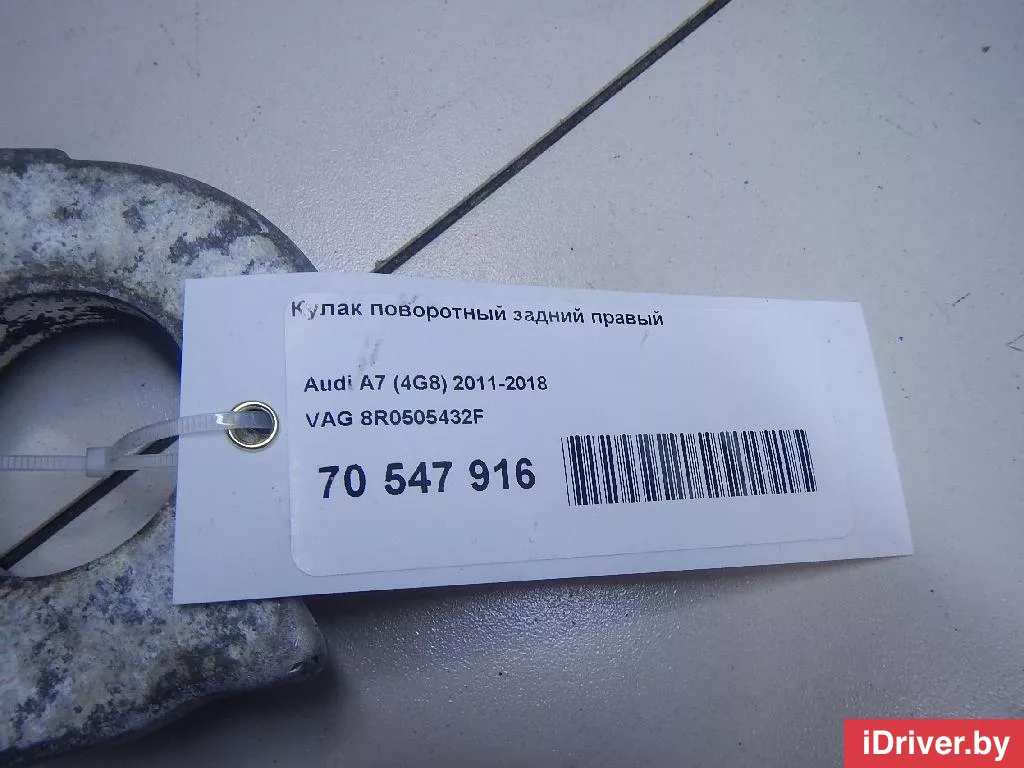 Кулак поворотный задний правый
Audi A7 (4G8) 2011-2018
VAG 8R0505432F
70 547 916
iDriver.by